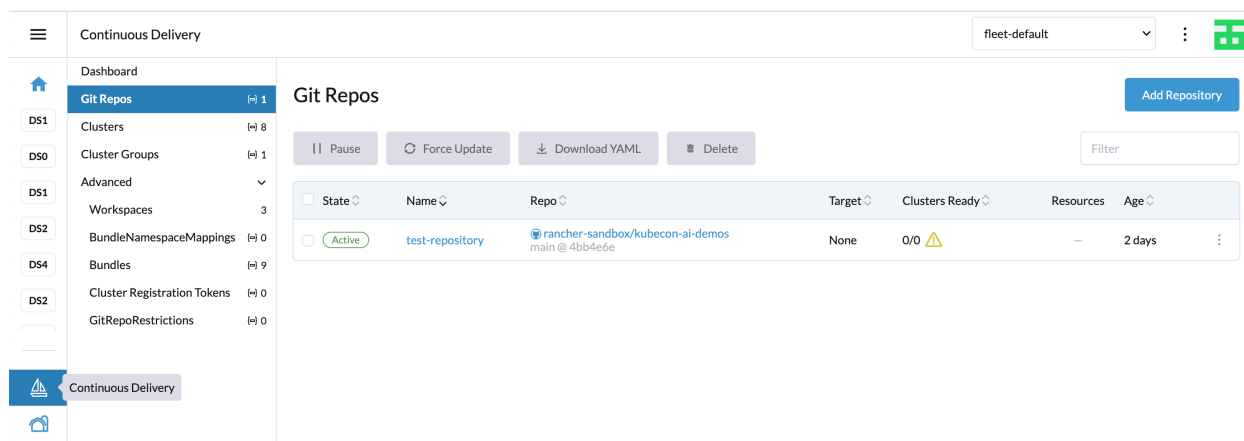 Continuous Delivery
fleet-default
Dashboard
Git Repos 1
Clusters 8
Cluster Groups 1
Advanced
Workspaces 3
BundleNamespaceMappings 0
Bundles 9
Cluster Registration Tokens 0
GitRepoRestrictions 0
DS1
DS0
DS1
DS2
DS4
DS2
Continuous Delivery
Git Repos
Add Repository
Pause Force Update Download YAML Delete
Filter
State Name Repo Target Clusters Ready Resources Age
Active test-repository rancher-sandbox/kubecon-ai-demos None 0/0 — 2 days
main @ 4bb4e6e